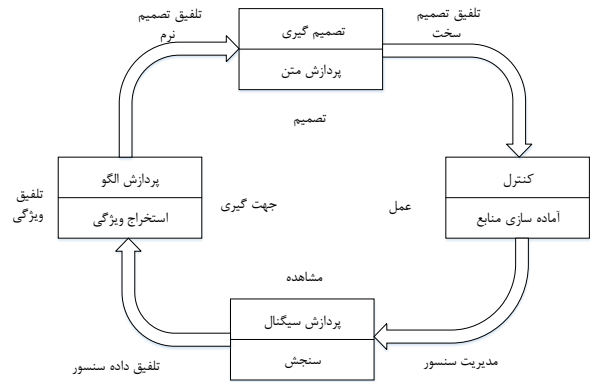 تلفیق تصمیم
سخت
تصمیم گیری
پردازش متن
تلفیق تصمیم
نرم
تصمیم
کنترل
آماده سازی منابع
عمل
جهت گیری
پردازش الگو
استخراج ویژگی
تلفیق
ویژگی
مشاهده
پردازش سیگنال
سنجش
مدیریت سنسور
تلفیق داده سنسور